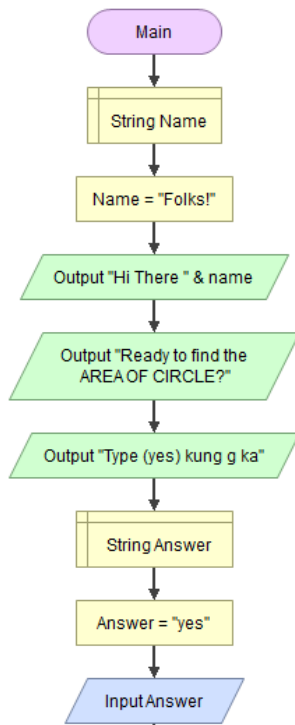 Main
String Name
Name = "Folks!"
Output "Hi There " & name
Output "Ready to find the
AREA OF CIRCLE?"
Output "Type (yes) kung g ka"
String Answer
Answer = "yes"
Input Answer